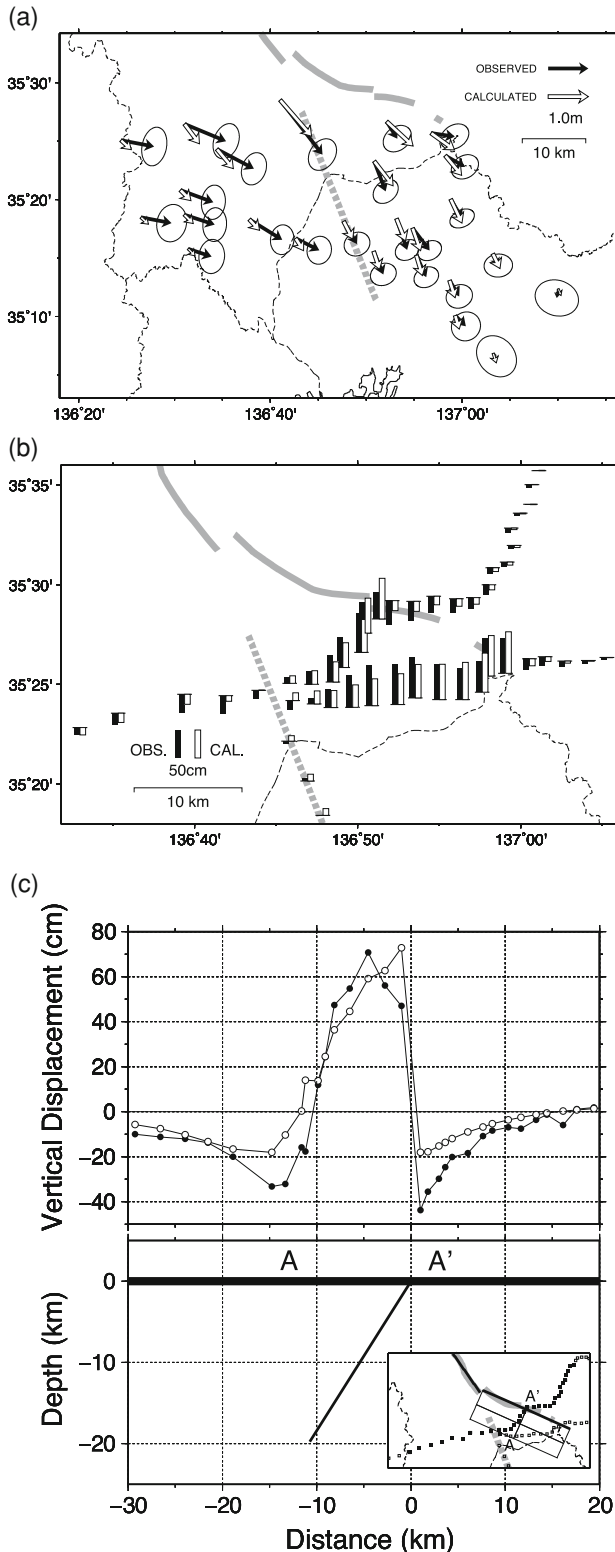 (a)
35˚30'
35˚20'
35˚10'
OBSERVED
CALCULATED
1.0m
10 km
136˚20'
136˚40'
137˚00'
(b)
35˚35'
35˚30'
35˚25'
35˚20'
OBS.
CAL.
50cm
10 km
136˚40'
136˚50'
137˚00'
(c)
Vertical Displacement (cm)
80
60
40
20
0
−20
−40
A
A'
Depth (km)
0
−10
−20
A'
A
−30
−20
−10
0
10
20
Distance (km)